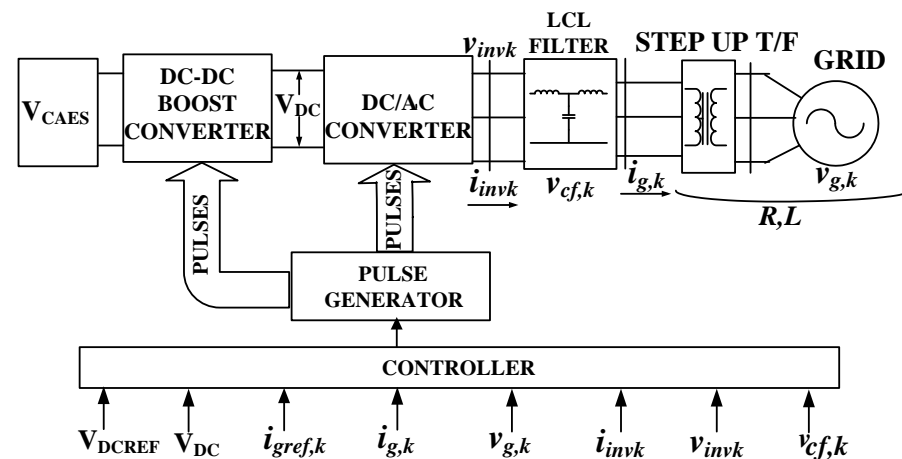 LCL
FILTER
STEP UP T/F
GRID
V_CAES
DC-DC
BOOST
CONVERTER
V_DC
DC/AC
CONVERTER
v_invk
i_invk
v_cf,k
i_g,k
v_g,k
R,L
PULSES
PULSES
PULSE
GENERATOR
CONTROLLER
V_DCREF
V_DC
i_gref,k
i_g,k
v_g,k
i_invk
v_invk
v_cf,k